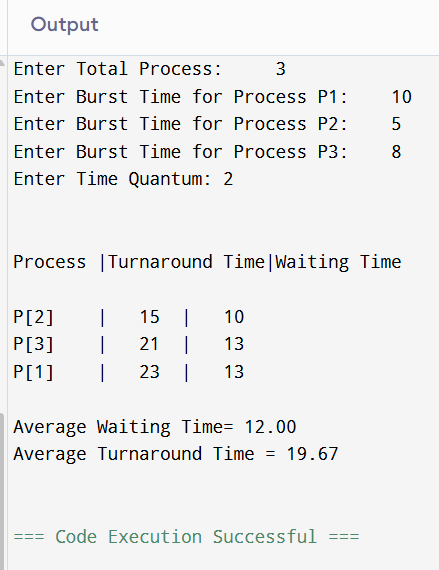 Output
Enter Total Process:     3
Enter Burst Time for Process P1:    10
Enter Burst Time for Process P2:    5
Enter Burst Time for Process P3:    8
Enter Time Quantum: 2
Process |Turnaround Time|Waiting Time
P[2]    |   15  |   10
P[3]    |   21  |   13
P[1]    |   23  |   13
Average Waiting Time= 12.00
Average Turnaround Time = 19.67
=== Code Execution Successful ===